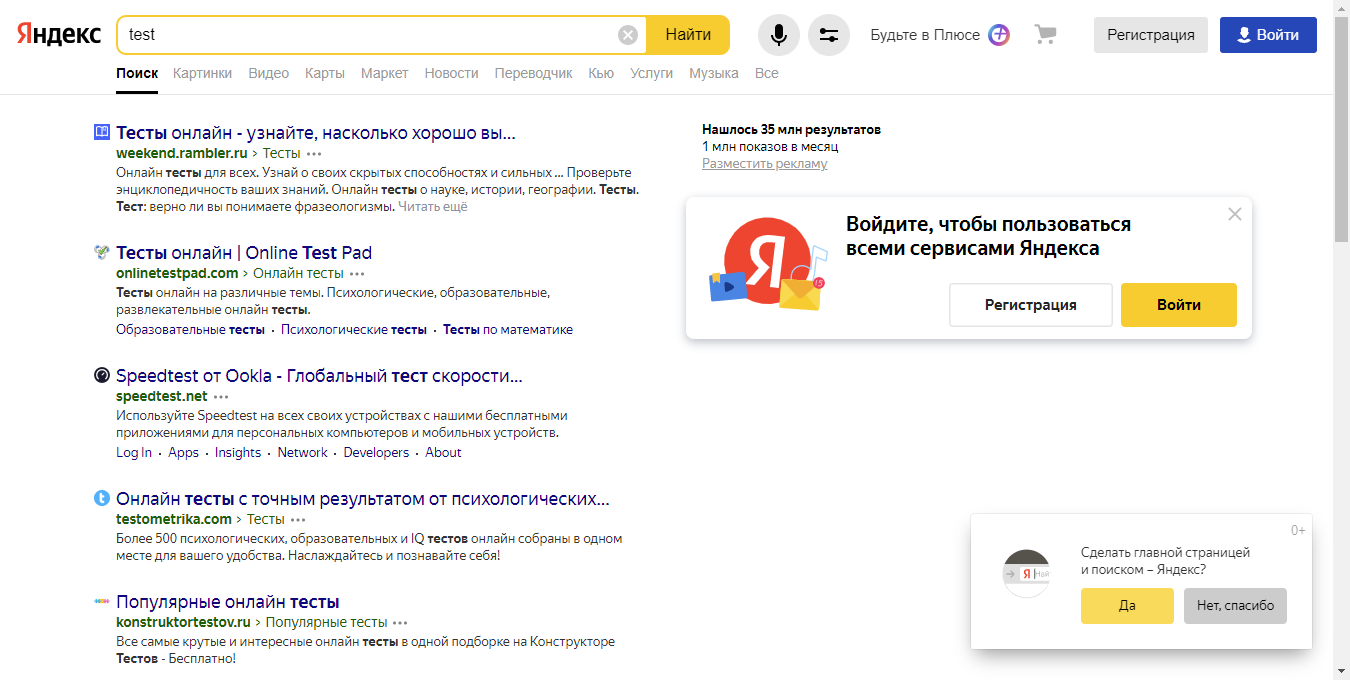 Яндекс
test
Найти
Будьте в Плюсе
Регистрация
Войти
Поиск Картинки Видео Карты Маркет Новости Переводчик Кью Услуги Музыка Все
Тесты онлайн - узнайте, насколько хорошо вы...
weekend.rambler.ru › Тесты
Онлайн тесты для всех. Узнай о своих скрытых способностях и сильных ... Проверьте
энциклопедичность ваших знаний. Онлайн тесты о науке, истории, географии. Тесты.
Тест: верно ли вы понимаете фразеологизмы. Читать ещё
Тесты онлайн | Online Test Pad
onlinetestpad.com › Онлайн тесты
Тесты онлайн на различные темы. Психологические, образовательные,
развлекательные онлайн тесты.
Образовательные тесты · Психологические тесты · Тесты по математике
Speedtest от Ookla - Глобальный тест скорости...
speedtest.net
Используйте Speedtest на всех своих устройствах с нашими бесплатными
приложениями для персональных компьютеров и мобильных устройств.
Log In · Apps · Insights · Network · Developers · About
Онлайн тесты с точным результатом от психологических...
testometrika.com › Тесты
Более 500 психологических, образовательных и IQ тестов онлайн собраны в одном
месте для вашего удобства. Наслаждайтесь и познавайте себя!
Популярные онлайн тесты
konstruktortestov.ru › Популярные тесты
Все самые крутые и интересные онлайн тесты в одной подборке на Конструкторе
Тестов - Бесплатно!
Нашлось 35 млн результатов
1 млн показов в месяц
Разместить рекламу
Я
15
Войдите, чтобы пользоваться
всеми сервисами Яндекса
Регистрация
Войти
0+
Я Най
Сделать главной страницей
и поиском – Яндекс?
Да
Нет, спасибо